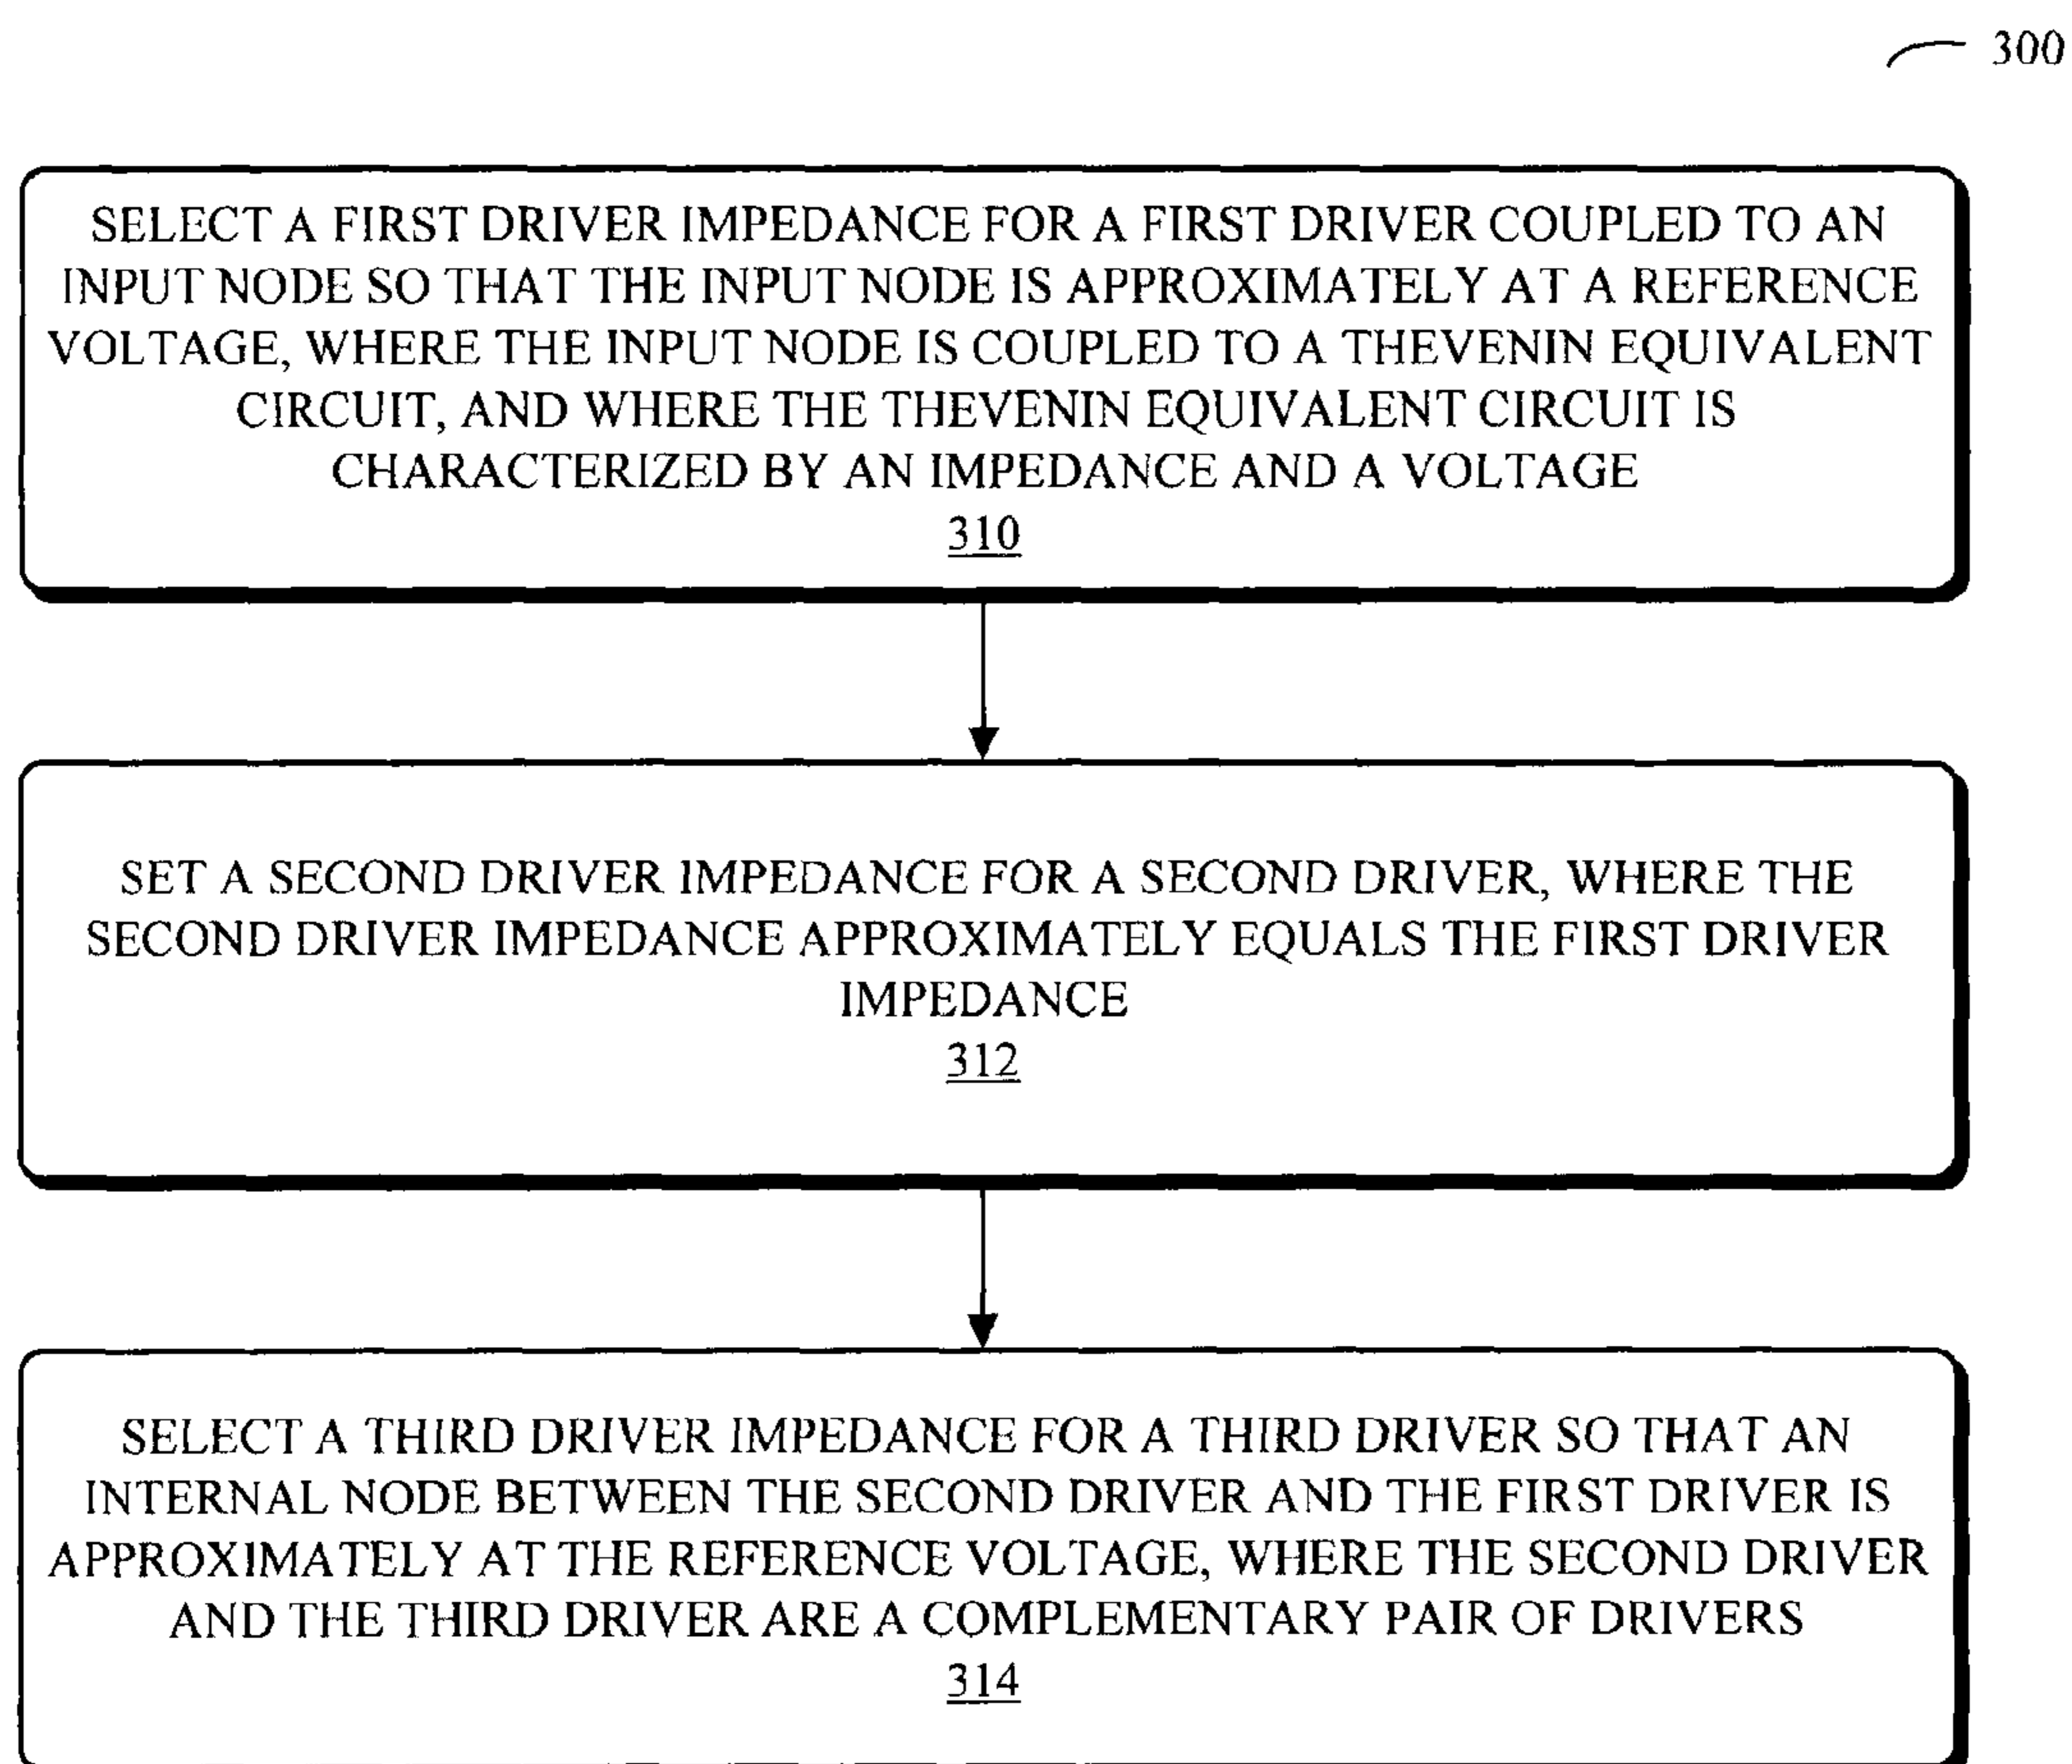 300
SELECT A FIRST DRIVER IMPEDANCE FOR A FIRST DRIVER COUPLED TO AN
INPUT NODE SO THAT THE INPUT NODE IS APPROXIMATELY AT A REFERENCE
VOLTAGE, WHERE THE INPUT NODE IS COUPLED TO A THEVENIN EQUIVALENT
CIRCUIT, AND WHERE THE THEVENIN EQUIVALENT CIRCUIT IS
CHARACTERIZED BY AN IMPEDANCE AND A VOLTAGE
310
SET A SECOND DRIVER IMPEDANCE FOR A SECOND DRIVER, WHERE THE
SECOND DRIVER IMPEDANCE APPROXIMATELY EQUALS THE FIRST DRIVER
IMPEDANCE
312
SELECT A THIRD DRIVER IMPEDANCE FOR A THIRD DRIVER SO THAT AN
INTERNAL NODE BETWEEN THE SECOND DRIVER AND THE FIRST DRIVER IS
APPROXIMATELY AT THE REFERENCE VOLTAGE, WHERE THE SECOND DRIVER
AND THE THIRD DRIVER ARE A COMPLEMENTARY PAIR OF DRIVERS
314